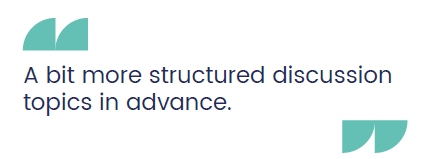 A bit more structured discussion
topics in advance.